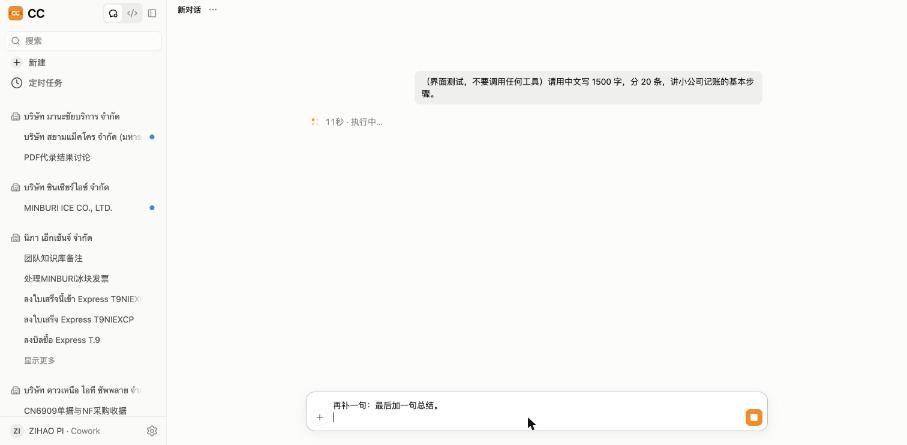 CC CC
新对话 ...
搜索
新建
定时任务
บริษัท มานะชัยบริการ จำกัด
บริษัท สยามแม็คโคร จำกัด (มหา
PDF代录结果讨论
บริษัท ชินเชียร์ไอซ์ จำกัด
MINBURI ICE CO., LTD.
นิภา เอ็กเซ้นจ์ จำกัด
团队知识库备注
处理MINBURI冰块发票
ลงใบเสร็จนี้เข้า Express T9NIEX
ลงใบเสร็จ Express T9NIEXCP
ลงบิลซื้อ Express T.9
显示更多
บริษัท ดาวเหนือ ไอที ซัพพลาย
CN6909单据与NF采购收据
ZI ZIHAO PI · Cowork
(界面测试，不要调用任何工具) 请用中文写 1500 字，分 20 条，讲小公司记账的基本步
骤。
11秒 · 执行中...
再补一句：最后加一句总结。